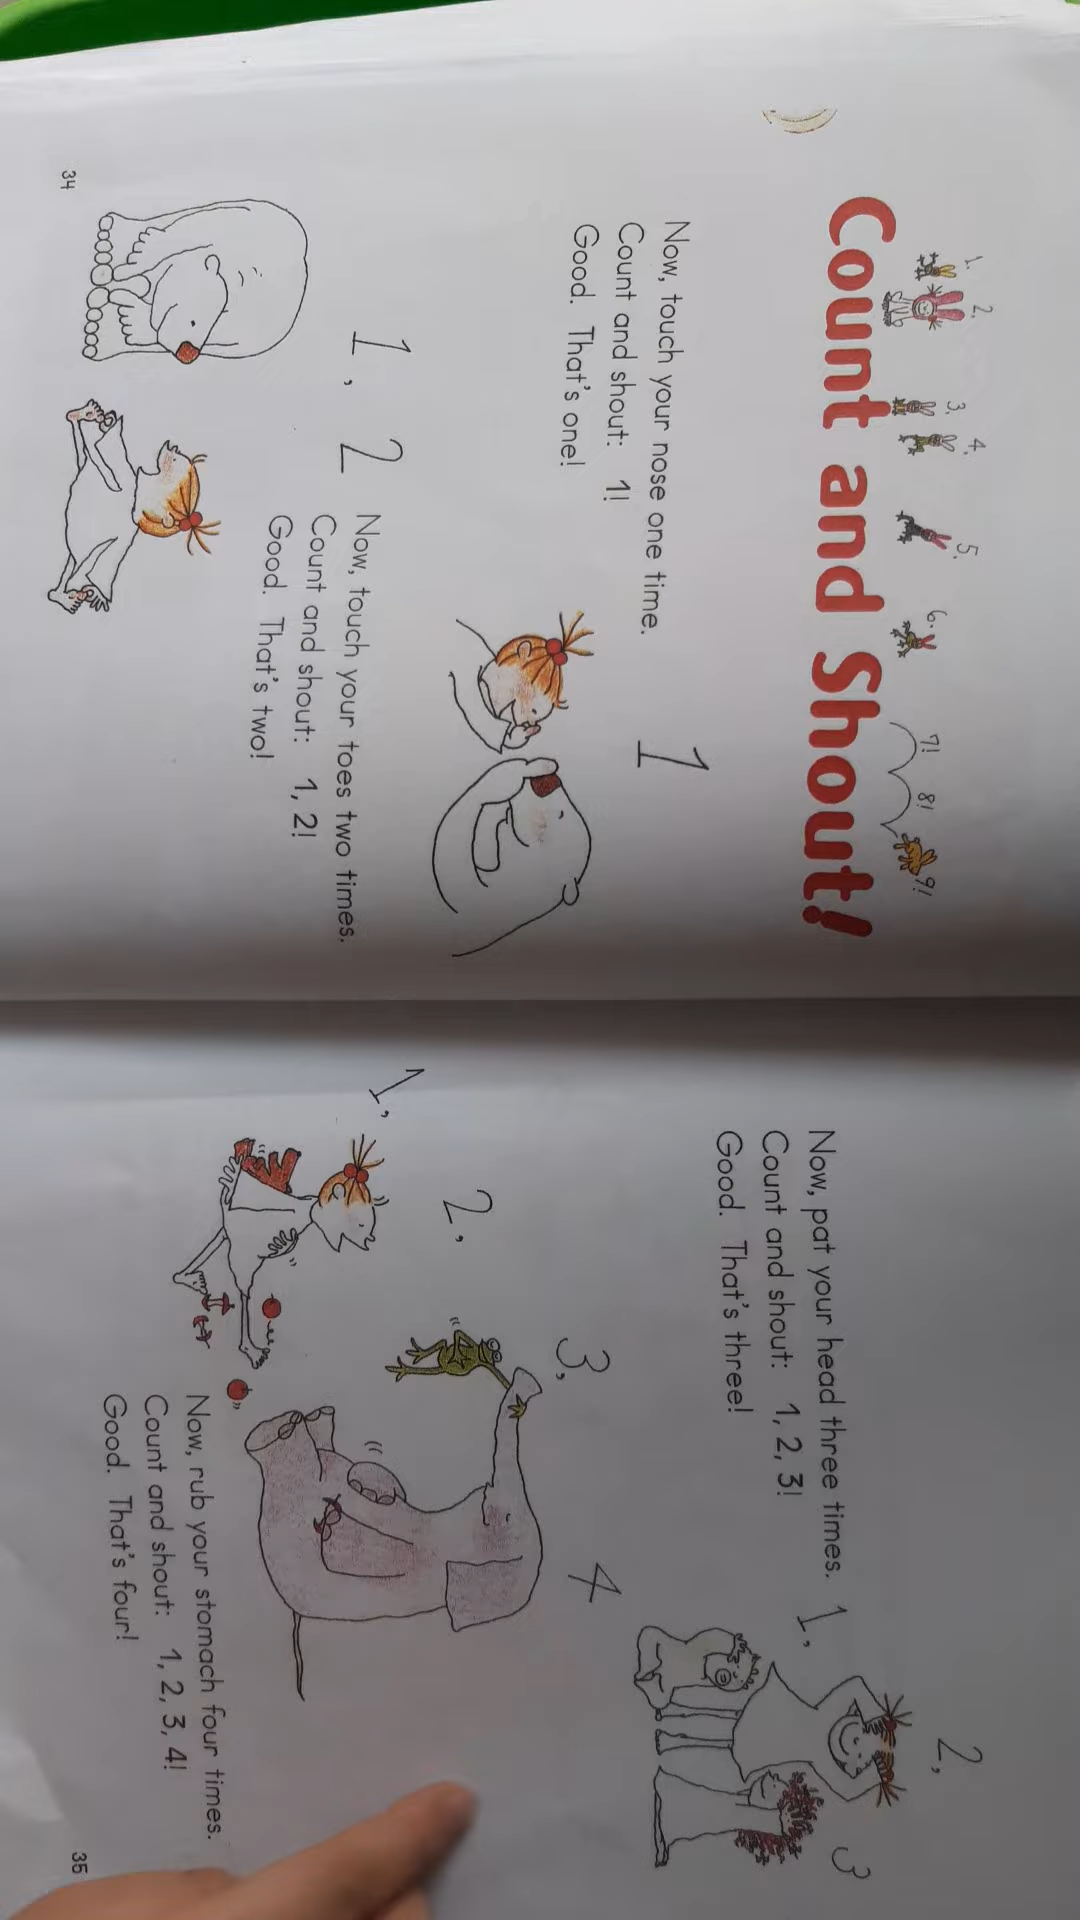 1. 2. 3. 4. 5. 6. 7! 8! 9!
Count and Shout!
Now, touch your nose one time.
Count and shout: 1!
Good. That's one!
1
1, 2
Now, touch your toes two times.
Count and shout: 1, 2!
Good. That's two!
34
Now, pat your head three times.
Count and shout: 1, 2, 3!
Good. That's three!
1, 2, 3
1, 2, 3, 4
Now, rub your stomach four times.
Count and shout: 1, 2, 3, 4!
Good. That's four!
35